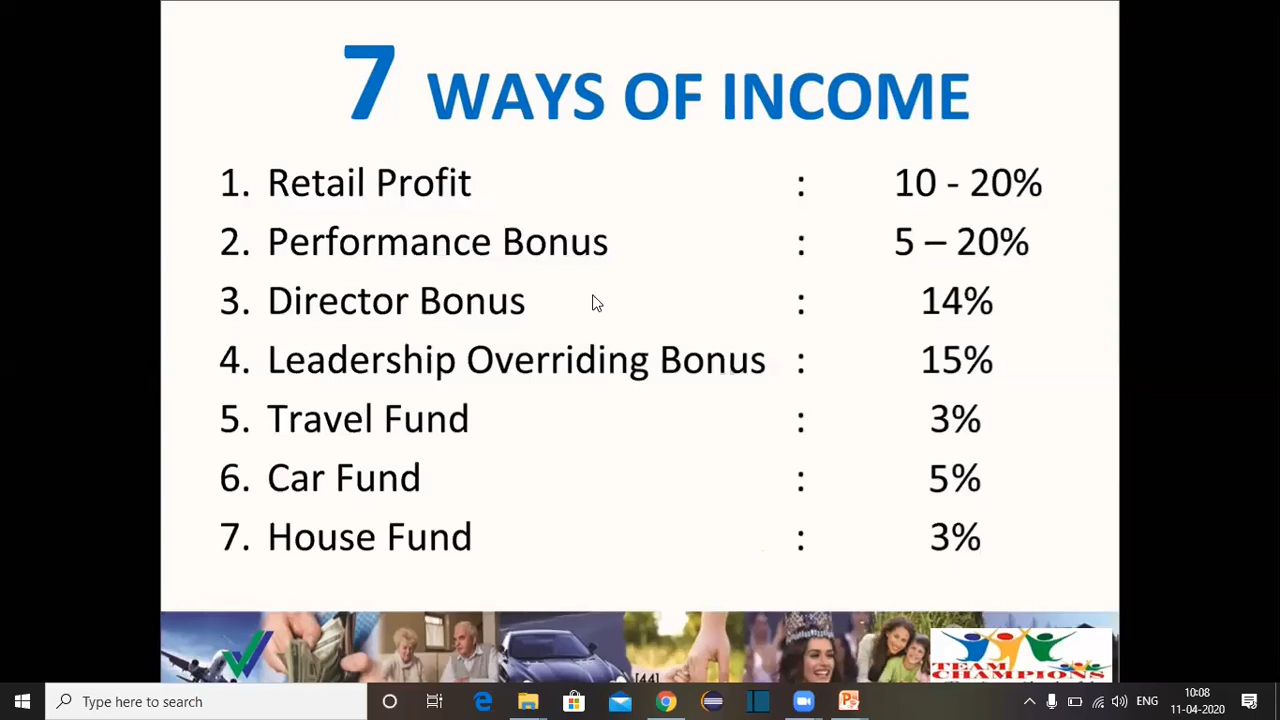 7 WAYS OF INCOME
1. Retail Profit : 10 - 20%
2. Performance Bonus : 5 – 20%
3. Director Bonus : 14%
4. Leadership Overriding Bonus : 15%
5. Travel Fund : 3%
6. Car Fund : 5%
7. House Fund : 3%
[44]
TEAM
CHAMPIONS
Type here to search
ENG
10:08
11-04-2020